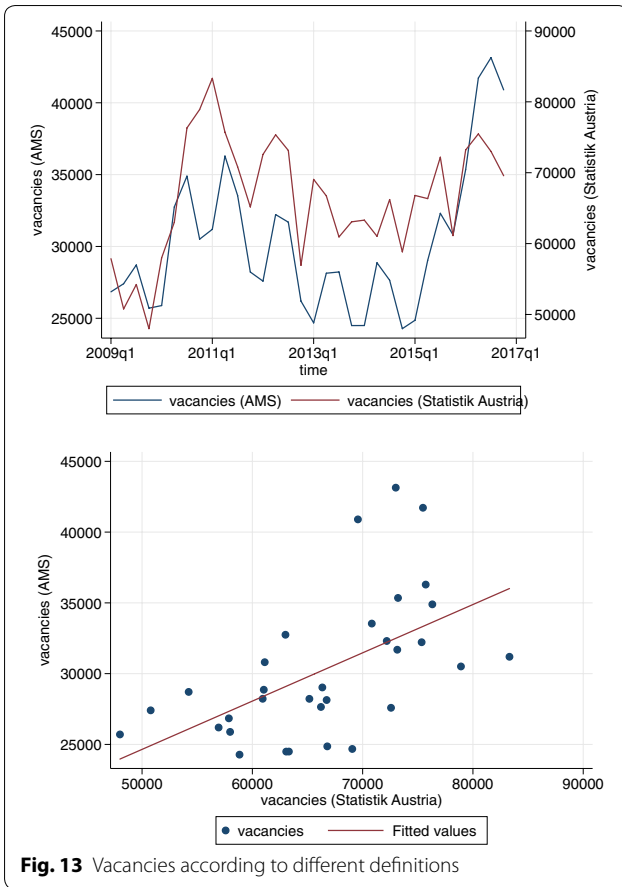 45000
40000
35000
30000
25000
vacancies (AMS)
90000
80000
70000
60000
50000
vacancies (Statistik Austria)
2009q1 2011q1 2013q1 2015q1 2017q1
time
vacancies (AMS) vacancies (Statistik Austria)
45000
40000
35000
30000
25000
vacancies (AMS)
50000 60000 70000 80000 90000
vacancies (Statistik Austria)
vacancies Fitted values
Fig. 13 Vacancies according to different definitions